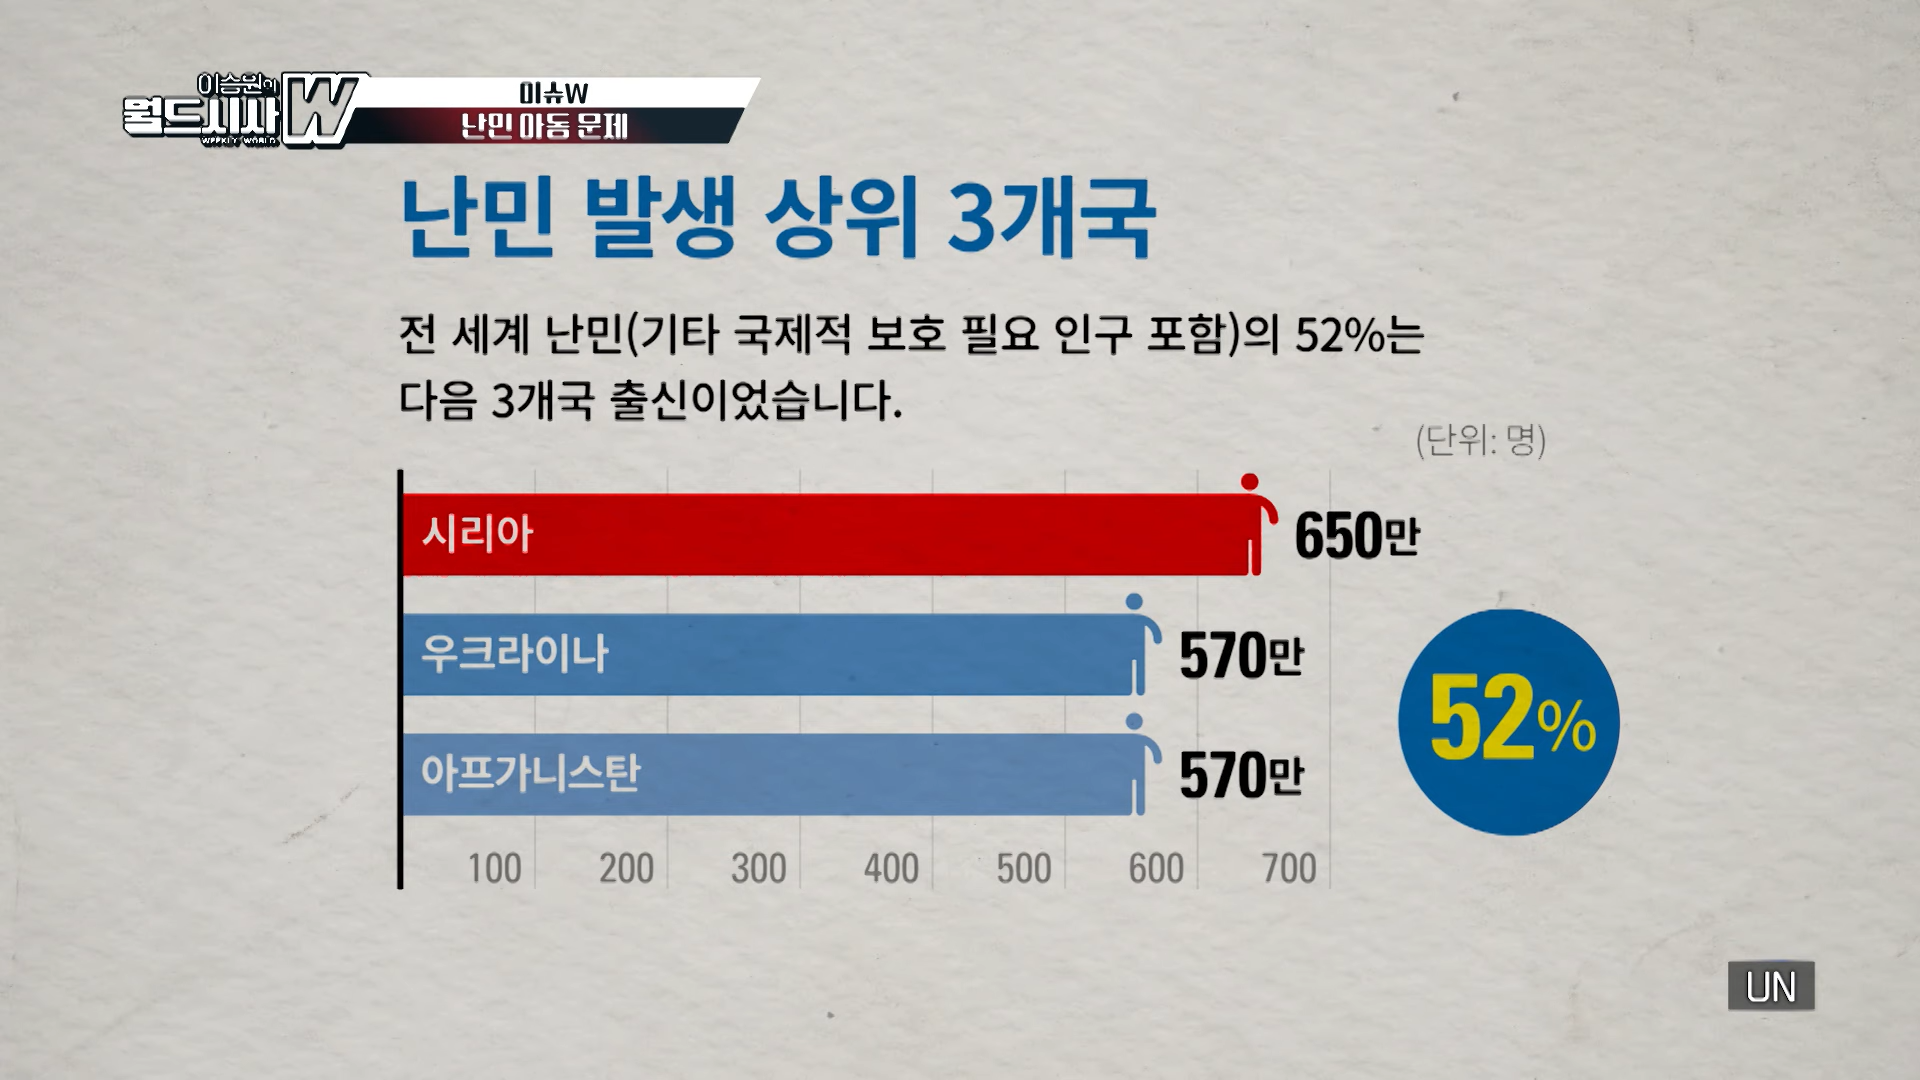 이승원의
월드시사 W
WEEKLY WORLD
이슈W
난민 아동 문제
난민 발생 상위 3개국
전 세계 난민(기타 국제적 보호 필요 인구 포함)의 52%는
다음 3개국 출신이었습니다.
(단위: 명)
시리아 650만
우크라이나 570만
아프가니스탄 570만
52%
100 200 300 400 500 600 700
UN